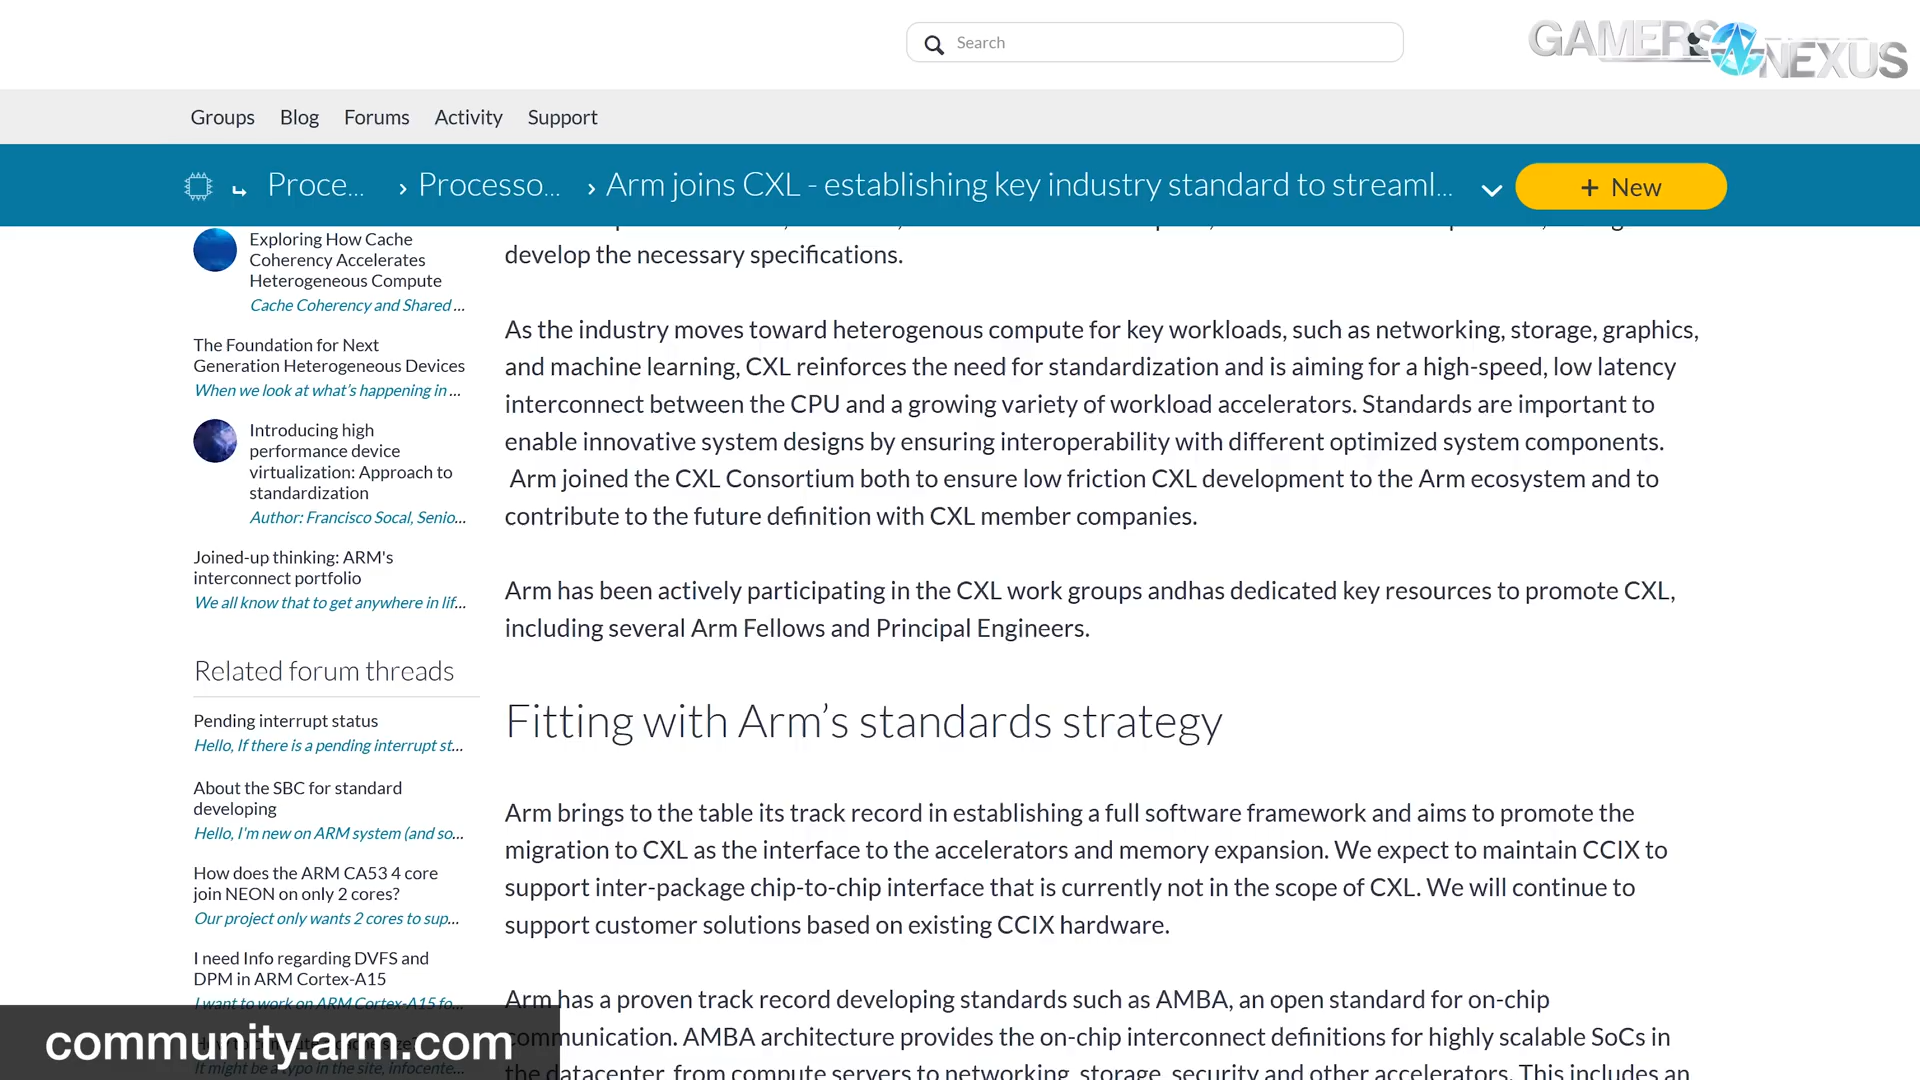 Search
GAMERS NEXUS
Groups Blog Forums Activity Support
Proce... › Processo... › Arm joins CXL - establishing key industry standard to streaml...
+ New
Exploring How Cache
Coherency Accelerates
Heterogeneous Compute
Cache Coherency and Shared ...
The Foundation for Next
Generation Heterogeneous Devices
When we look at what's happening in ...
Introducing high
performance device
virtualization: Approach to
standardization
Author: Francisco Socal, Senio...
Joined-up thinking: ARM's
interconnect portfolio
We all know that to get anywhere in lif...
Related forum threads
Pending interrupt status
Hello, If there is a pending interrupt st...
About the SBC for standard
developing
Hello, I'm new on ARM system (and so...
How does the ARM CA53 4 core
join NEON on only 2 cores?
Our project only wants 2 cores to sup...
I need Info regarding DVFS and
DPM in ARM Cortex-A15
I want to work on ARM Cortex-A15 fo...
It might be a typo in the site, infocente...
develop the necessary specifications.
As the industry moves toward heterogenous compute for key workloads, such as networking, storage, graphics,
and machine learning, CXL reinforces the need for standardization and is aiming for a high-speed, low latency
interconnect between the CPU and a growing variety of workload accelerators. Standards are important to
enable innovative system designs by ensuring interoperability with different optimized system components.
Arm joined the CXL Consortium both to ensure low friction CXL development to the Arm ecosystem and to
contribute to the future definition with CXL member companies.
Arm has been actively participating in the CXL work groups andhas dedicated key resources to promote CXL,
including several Arm Fellows and Principal Engineers.
Fitting with Arm’s standards strategy
Arm brings to the table its track record in establishing a full software framework and aims to promote the
migration to CXL as the interface to the accelerators and memory expansion. We expect to maintain CCIX to
support inter-package chip-to-chip interface that is currently not in the scope of CXL. We will continue to
support customer solutions based on existing CCIX hardware.
Arm has a proven track record developing standards such as AMBA, an open standard for on-chip
communication. AMBA architecture provides the on-chip interconnect definitions for highly scalable SoCs in
the datacenter, from compute servers to networking, storage, security and other accelerators. This includes an
community.arm.com